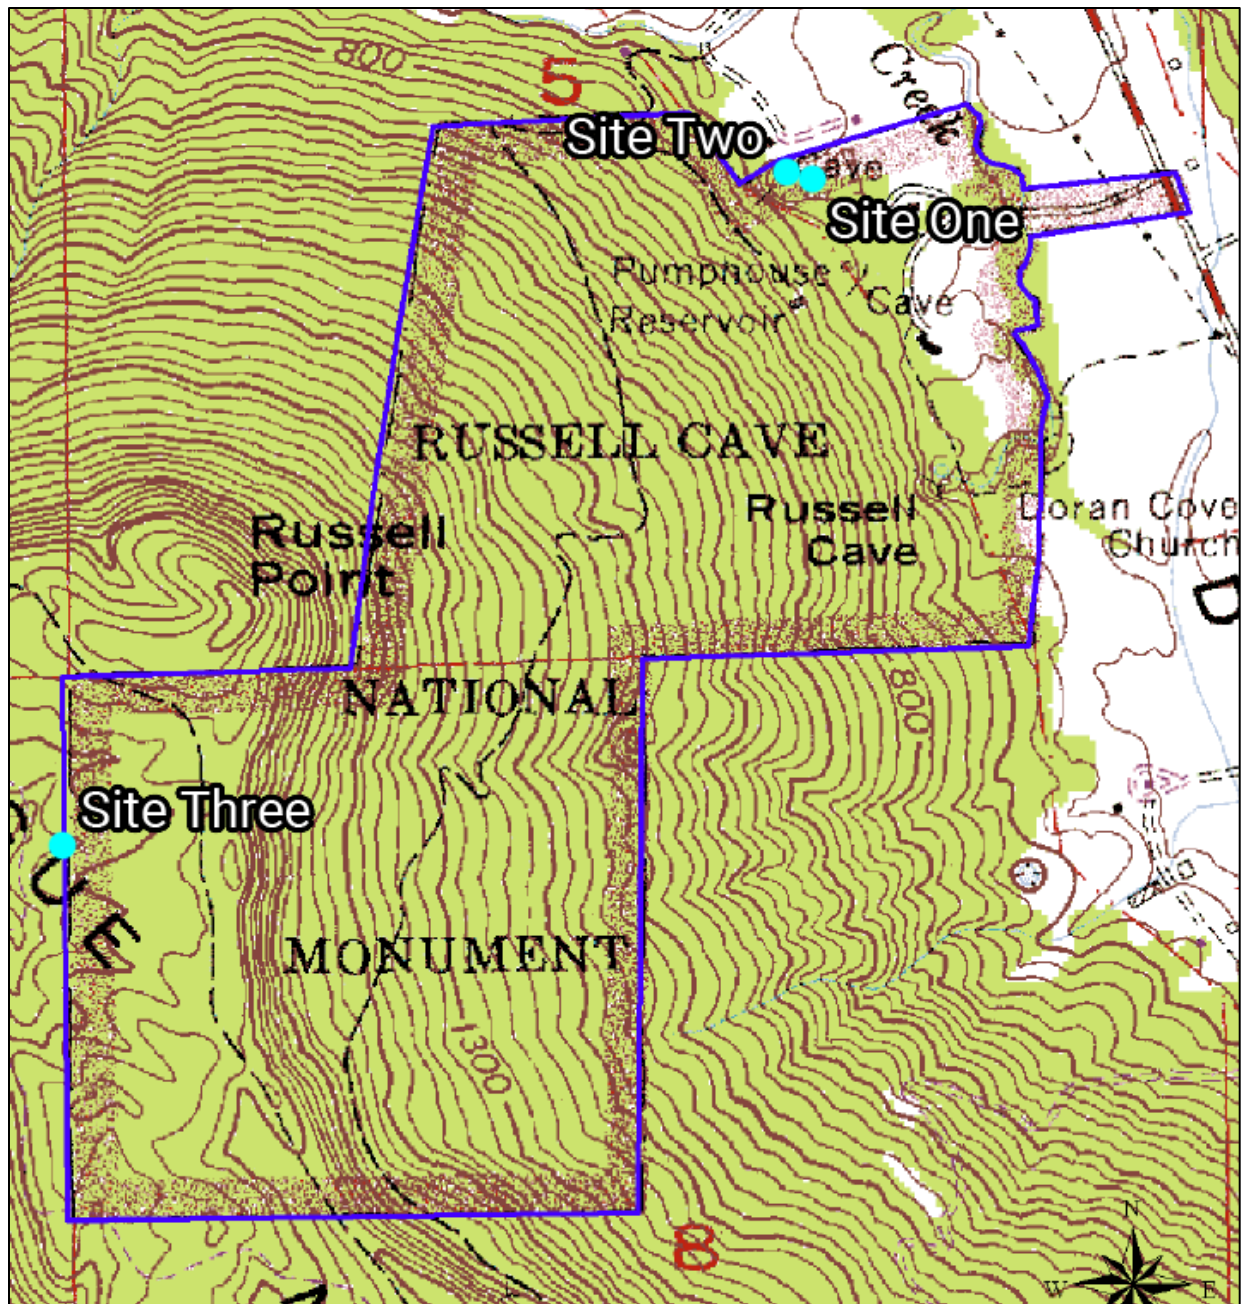 800
5
Creek
Site Two
Cave
Site One
Pumphouse
Cave
Reservoir
RUSSELL CAVE
Russell
Cave
Doran Cove
Church
Russell
Point
D
NATIONAL
800
Site Three
U
E
MONUMENT
1300
8
N
W
E